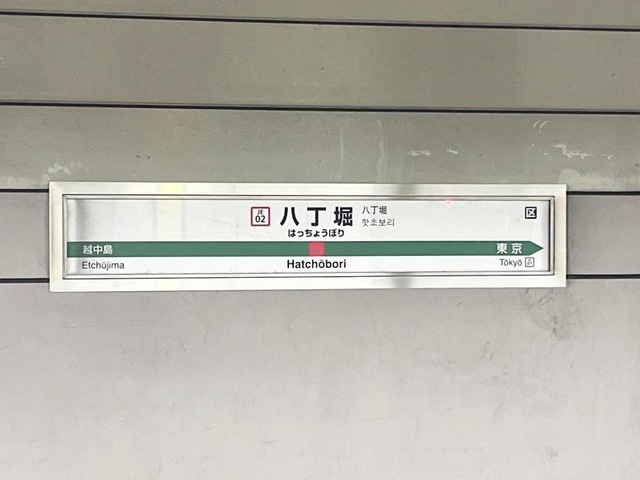 JE
02
八丁堀
八丁堀
핫초보리
区
はっちょうぼり
越中島
東京
Etchūjima
Hatchōbori
Tōkyō